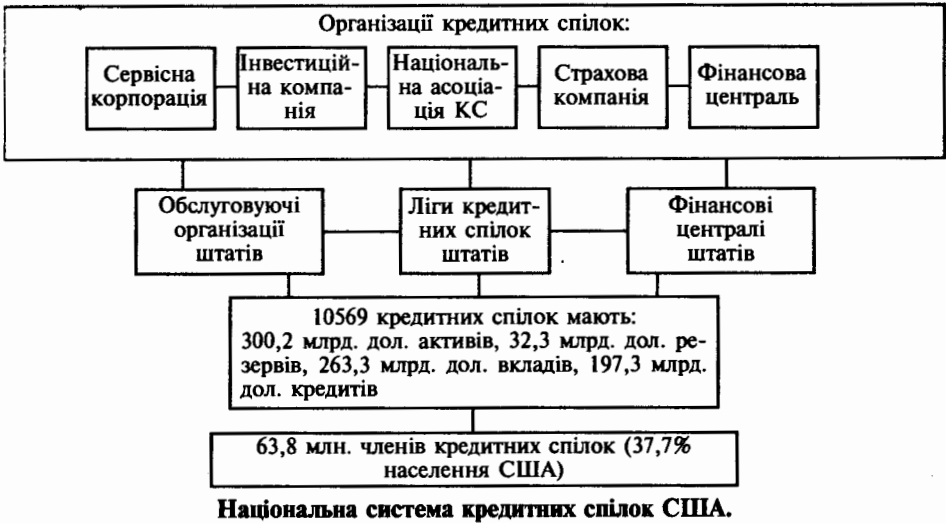 Організації кредитних спілок:
Сервісна
корпорація
Інвестицій-
на компа-
нія
Національ-
на асоціа-
ція КС
Страхова
компанія
Фінансова
централь
Обслуговуючі
організації
штатів
Ліги кредит-
них спілок
штатів
Фінансові
централі
штатів
10569 кредитних спілок мають:
300,2 млрд. дол. активів, 32,3 млрд. дол. ре-
зервів, 263,3 млрд. дол. вкладів, 197,3 млрд.
дол. кредитів
63,8 млн. членів кредитних спілок (37,7%
населення США)
Національна система кредитних спілок США.